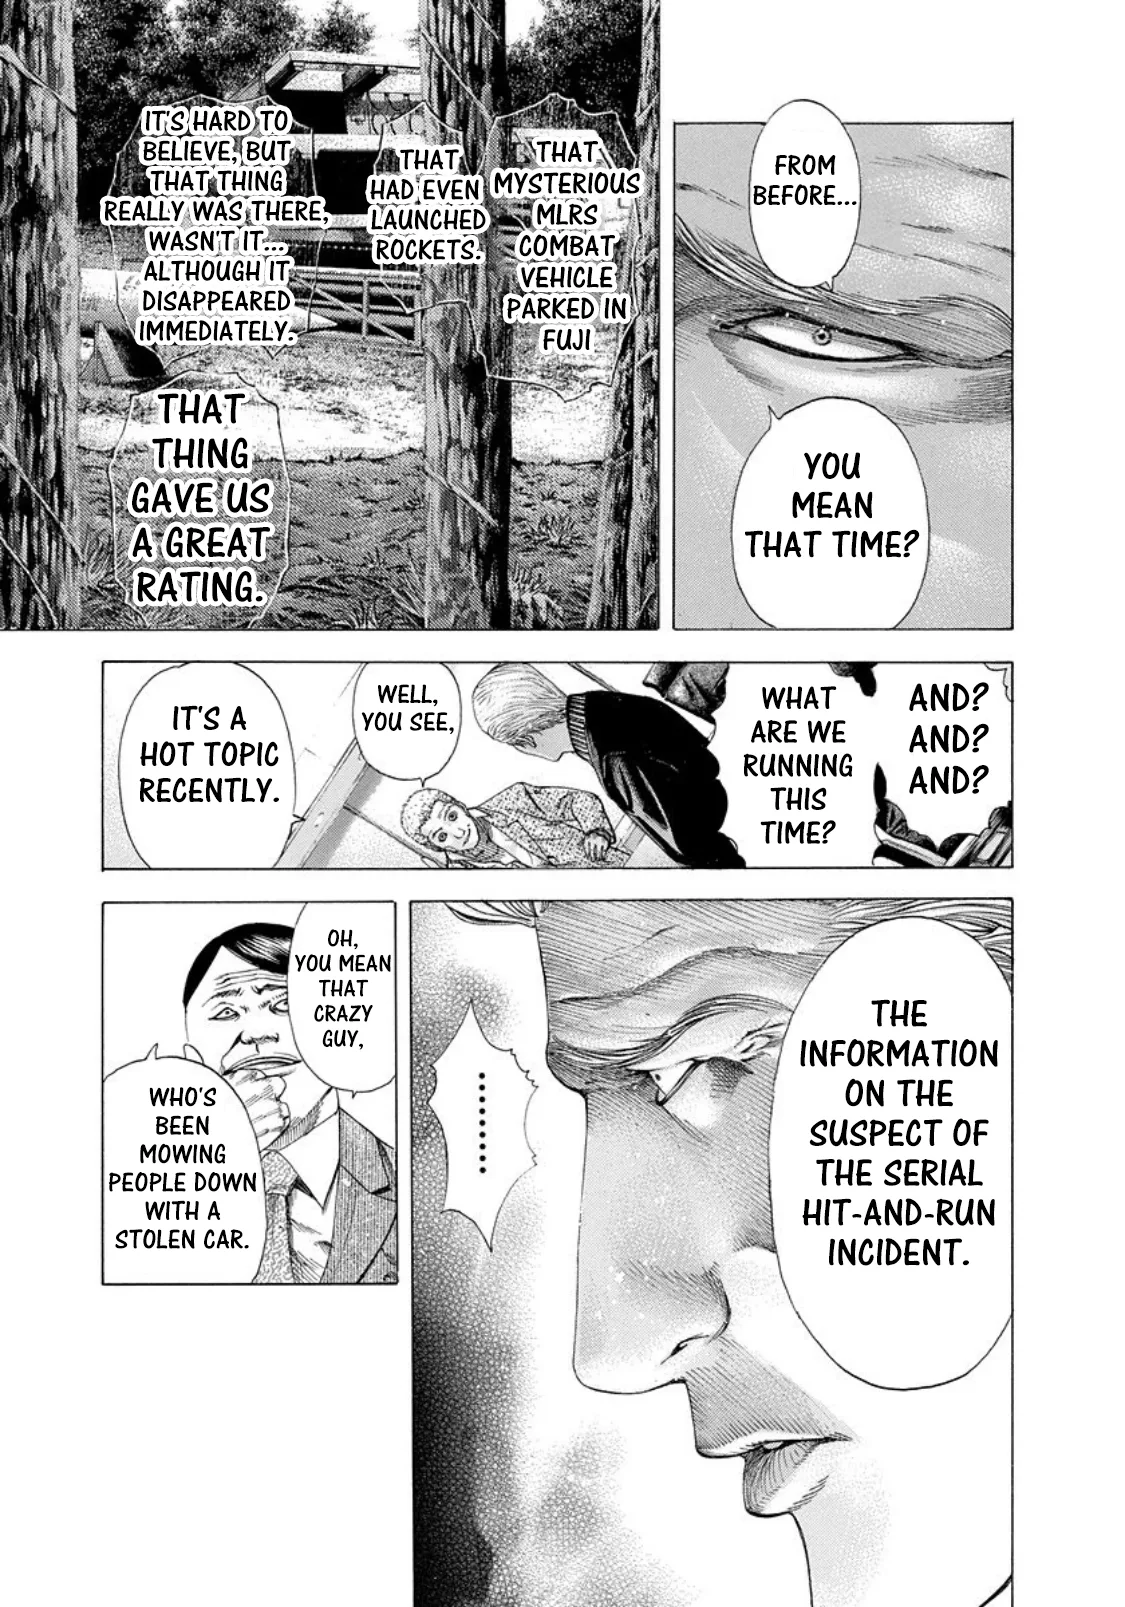 FROM
BEFORE...
YOU
MEAN
THAT TIME?
THAT
MYSTERIOUS
MLRS
COMBAT
VEHICLE
PARKED IN
FUJI
THAT
HAD EVEN
LAUNCHED
ROCKETS.
IT'S HARD TO
BELIEVE, BUT
THAT THING
REALLY WAS THERE,
WASN'T IT...
ALTHOUGH IT
DISAPPEARED
IMMEDIATELY.
THAT
THING
GAVE US
A GREAT
RATING.
AND?
AND?
AND?
WHAT
ARE WE
RUNNING
THIS
TIME?
WELL,
YOU SEE,
IT'S A
HOT TOPIC
RECENTLY.
THE
INFORMATION
ON THE
SUSPECT OF
THE SERIAL
HIT-AND-RUN
INCIDENT.
........
OH,
YOU MEAN
THAT
CRAZY
GUY,
WHO'S
BEEN
MOWING
PEOPLE DOWN
WITH A
STOLEN CAR.